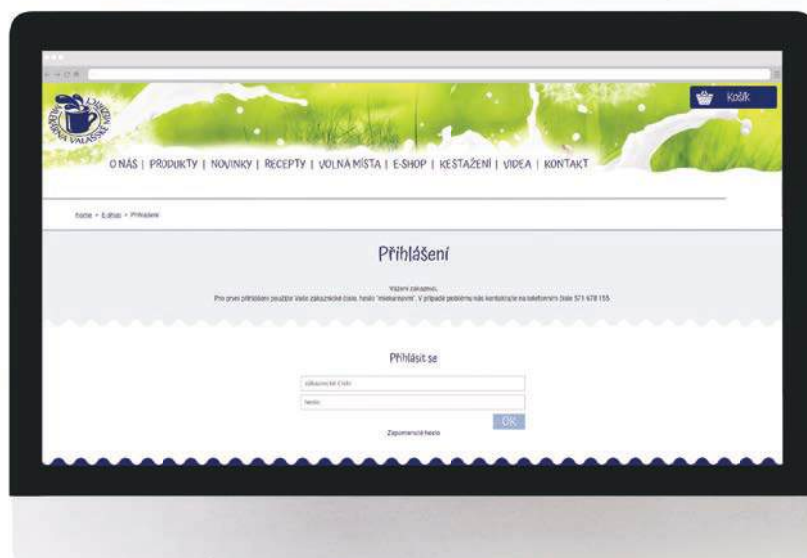 MLÉKÁRNA VALAŠSKÉ MEZIŘÍČÍ
Košík
O NÁS | PRODUKTY | NOVINKY | RECEPTY | VOLNÁ MÍSTA | E-SHOP | KE STAŽENÍ | VIDEA | KONTAKT
home • E-shop • Přihlášení
Přihlášení
Vážení zákazníci,
Pro první přihlášení použijte Vaše zákaznické číslo, heslo "mlekarnavm". V případě problému nás kontaktujte na telefonním čísle 571 678 155.
Přihlásit se
zákaznické číslo
heslo
OK
Zapomenuté heslo